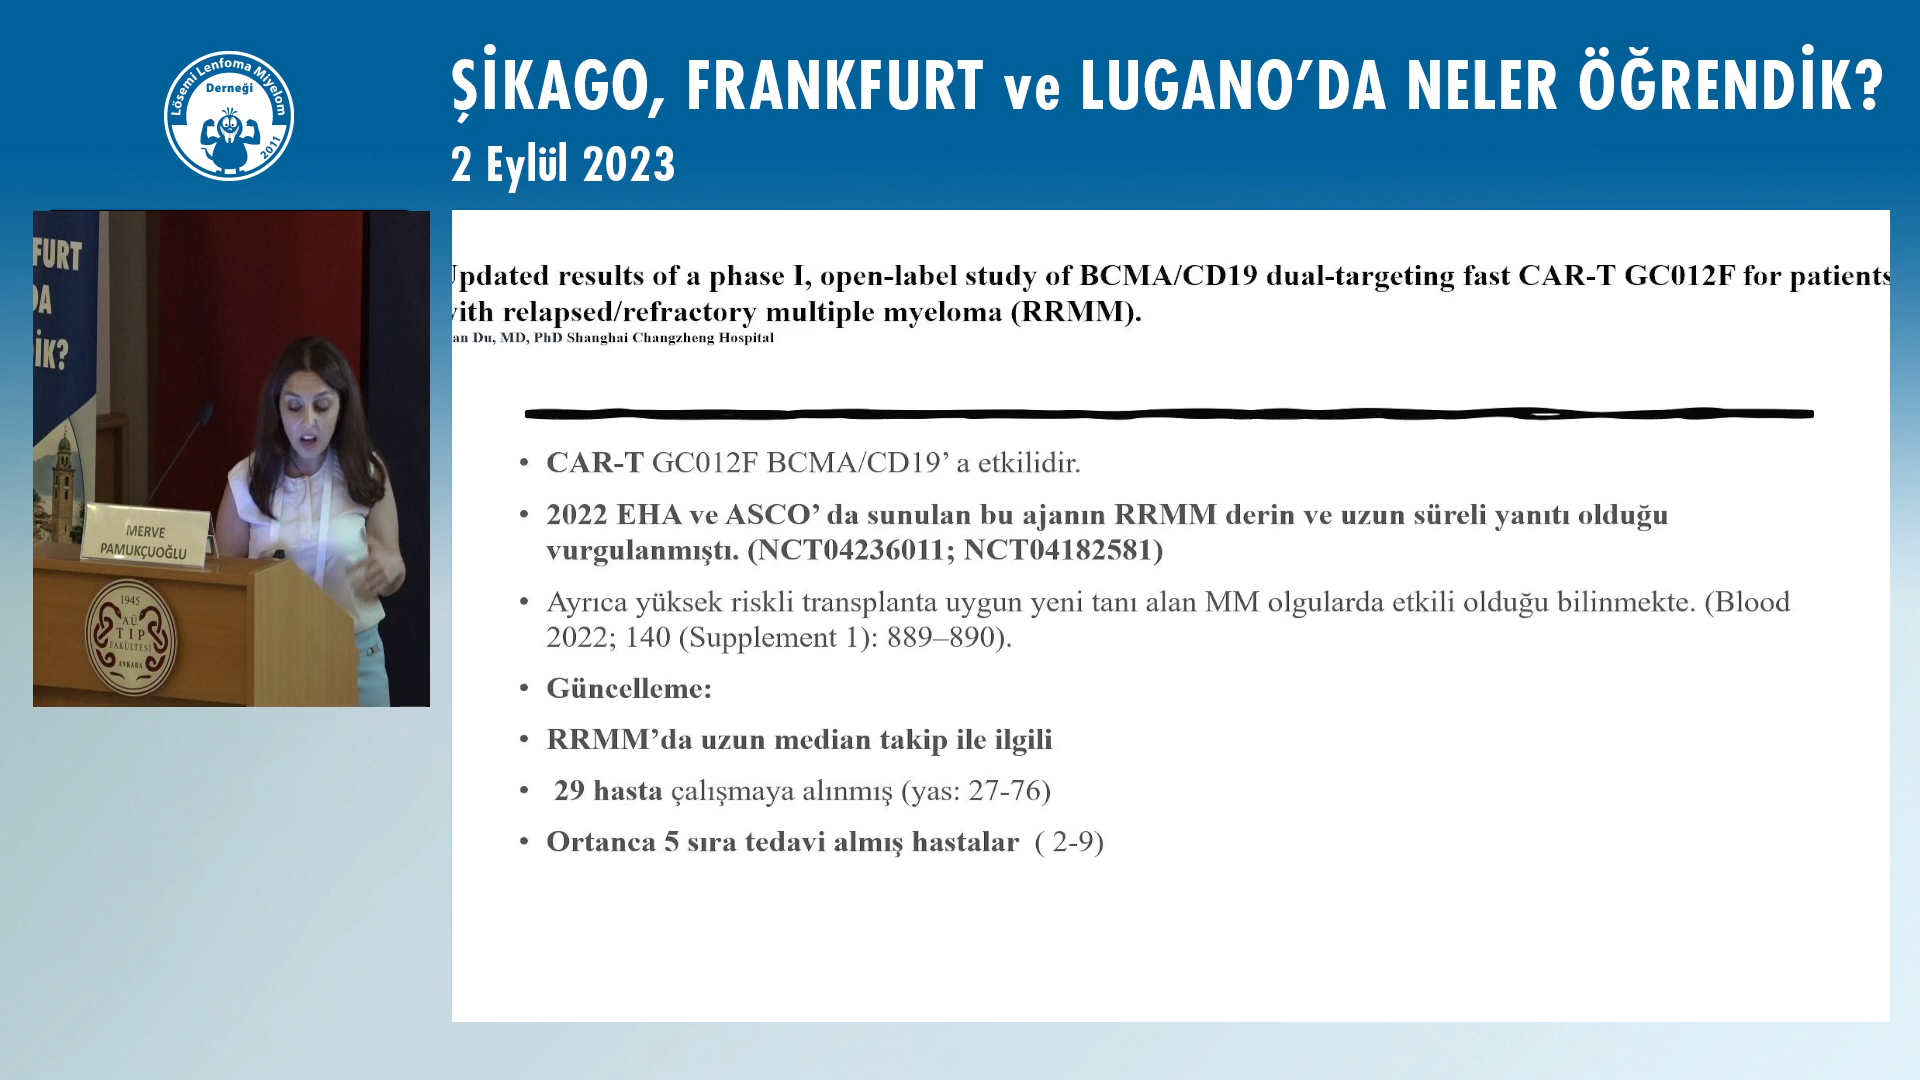 Lösemi Lenfoma Miyelom
Derneği
2011
ŞİKAGO, FRANKFURT ve LUGANO’DA NELER ÖĞRENDİK?
2 Eylül 2023
FURT
DA
İK?
MERVE
PAMUKÇUOĞLU
1945
A.Ü.
TIP
FAKÜLTESİ
ANKARA
Updated results of a phase I, open-label study of BCMA/CD19 dual-targeting fast CAR-T GC012F for patients
with relapsed/refractory multiple myeloma (RRMM).
an Du, MD, PhD Shanghai Changzheng Hospital
• CAR-T GC012F BCMA/CD19’ a etkilidir.
• 2022 EHA ve ASCO’ da sunulan bu ajanın RRMM derin ve uzun süreli yanıtı olduğu
vurgulanmıştı. (NCT04236011; NCT04182581)
• Ayrıca yüksek riskli transplanta uygun yeni tanı alan MM olgularda etkili olduğu bilinmekte. (Blood
2022; 140 (Supplement 1): 889–890).
• Güncelleme:
• RRMM’da uzun median takip ile ilgili
• 29 hasta çalışmaya alınmış (yas: 27-76)
• Ortanca 5 sıra tedavi almış hastalar ( 2-9)